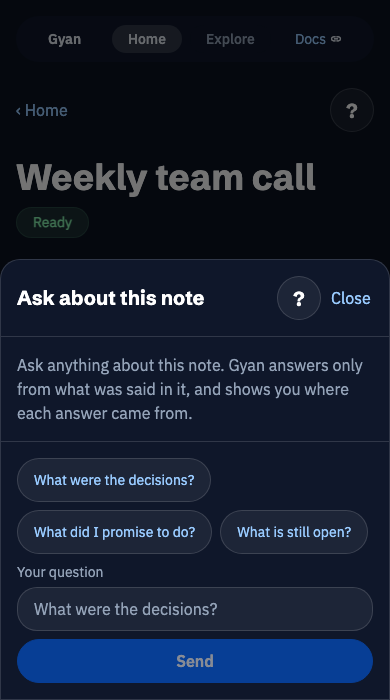 Gyan Home Explore Docs
‹ Home ?
Weekly team call
Ready
Ask about this note ? Close
Ask anything about this note. Gyan answers only
from what was said in it, and shows you where
each answer came from.
What were the decisions?
What did I promise to do? What is still open?
Your question
What were the decisions?
Send